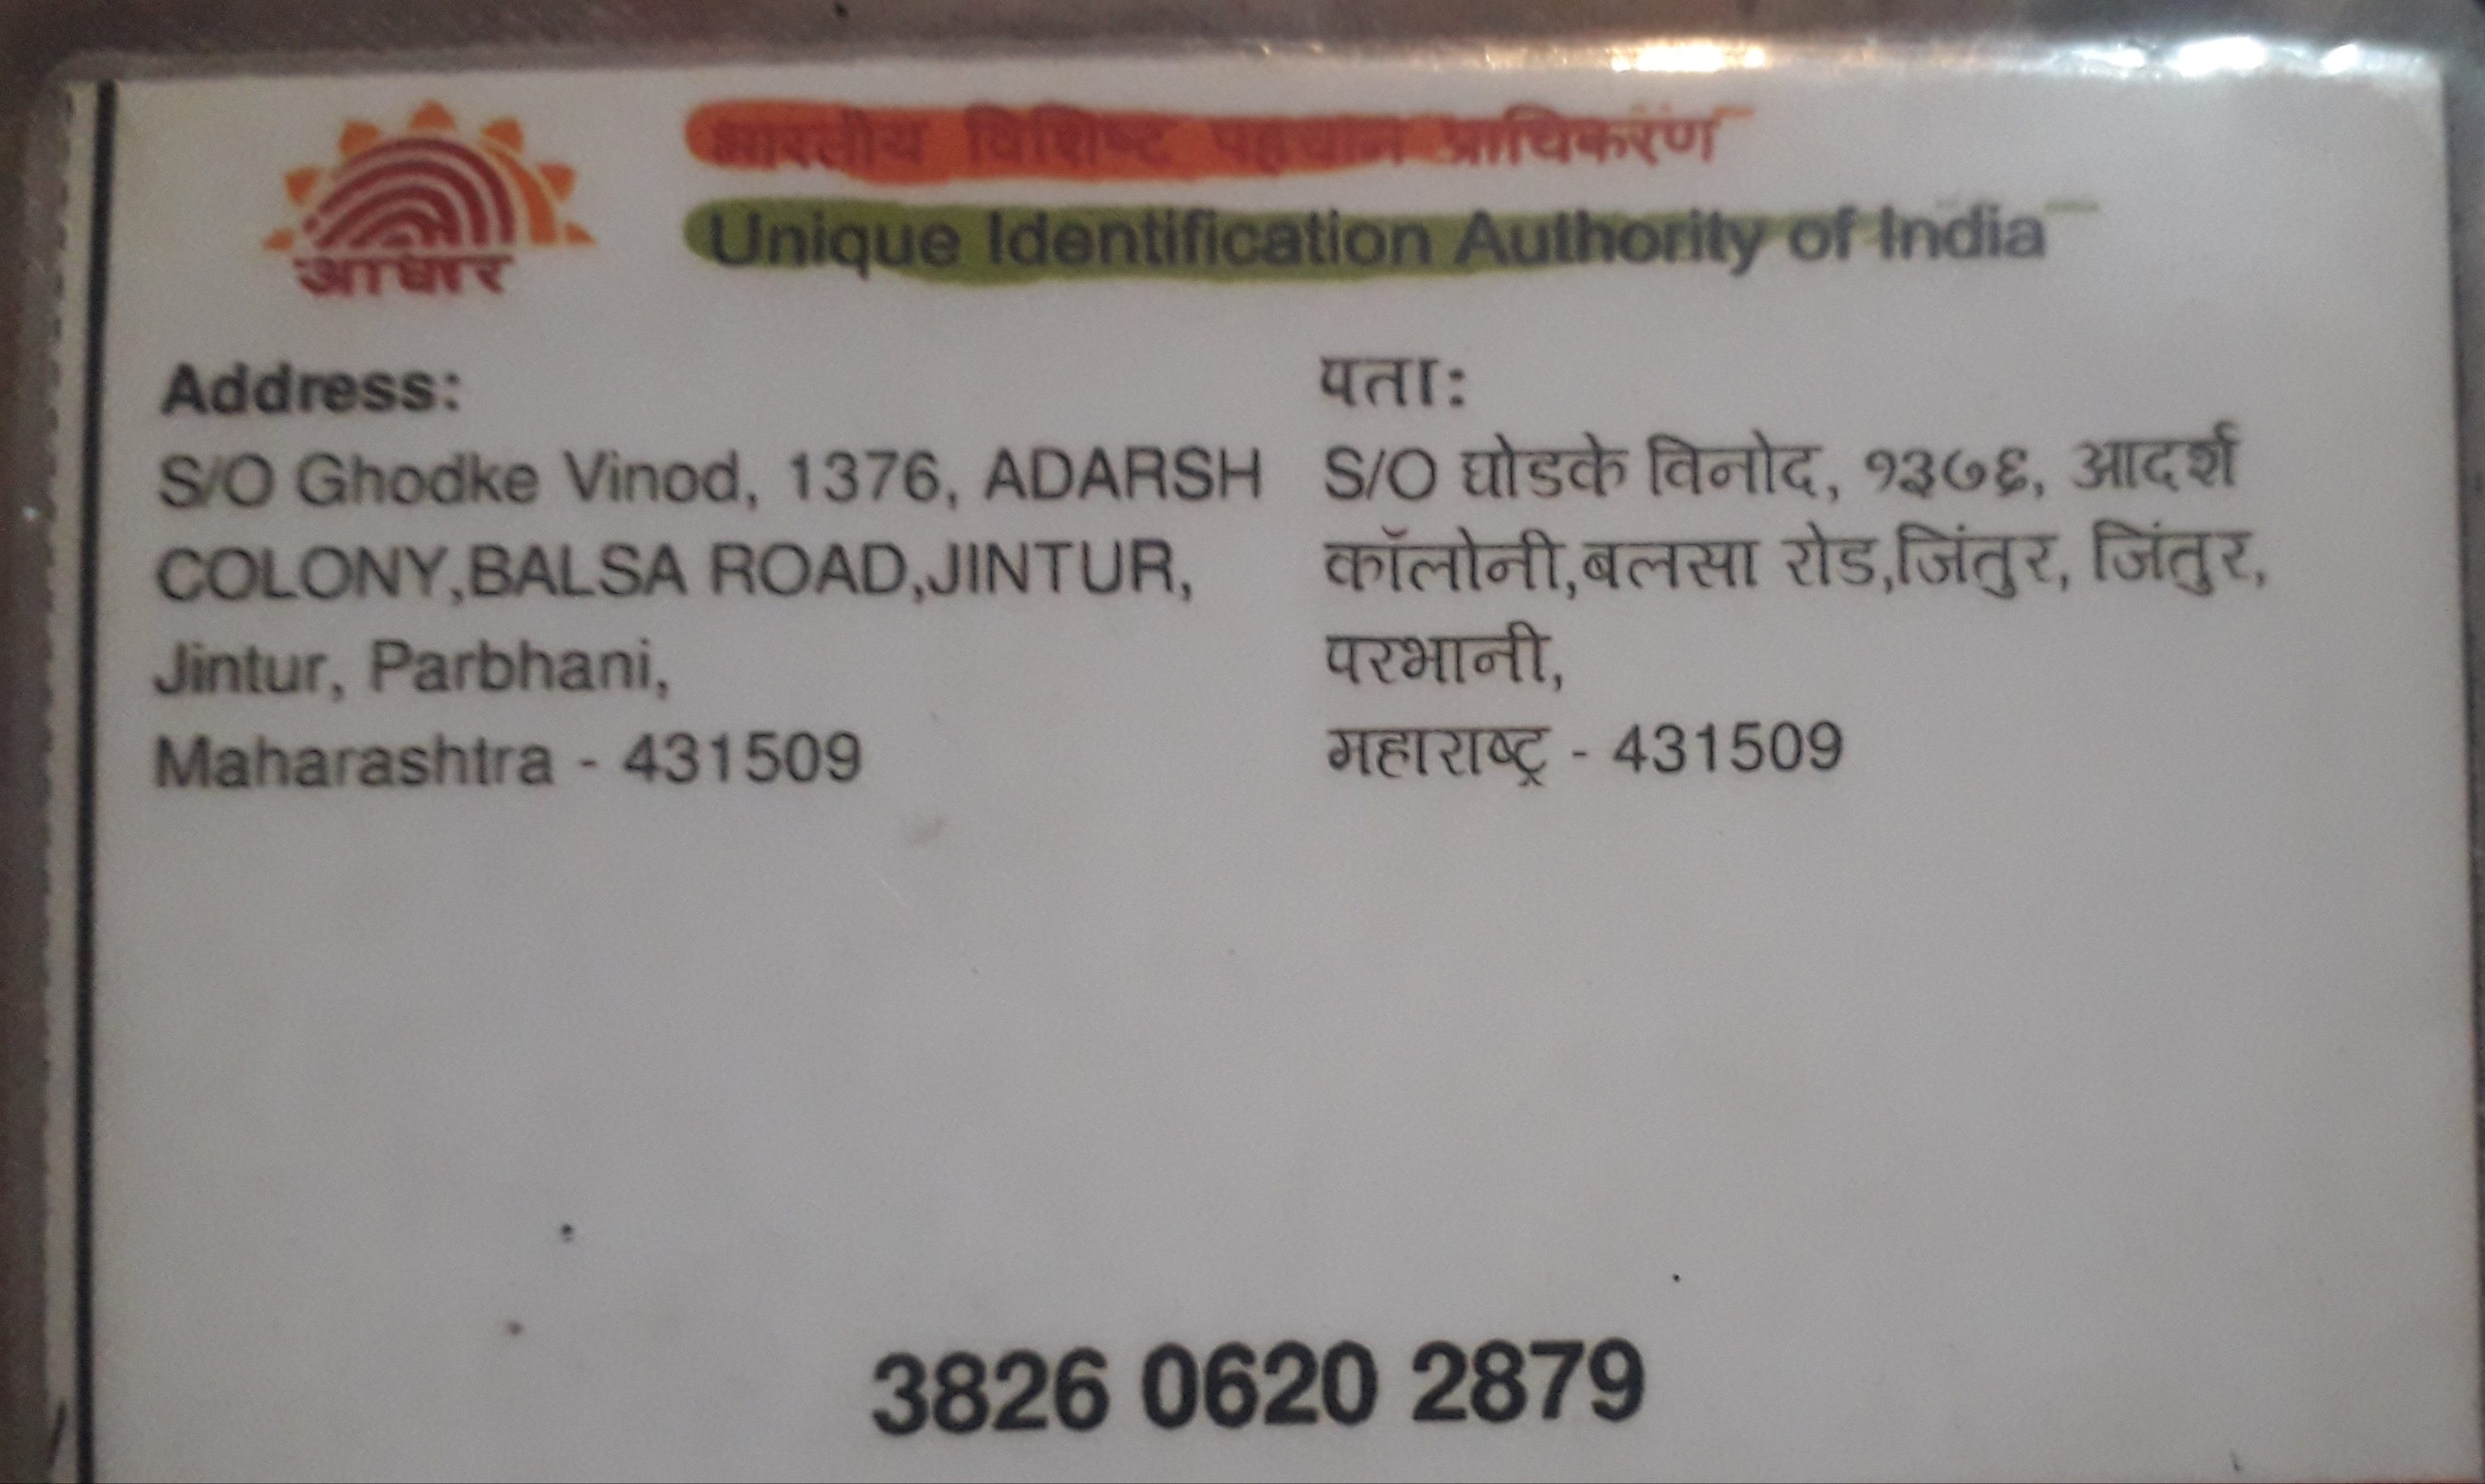 भारतीय विशिष्ट पहचान प्राधिकरण
Unique Identification Authority of India
आधार
Address:
S/O Ghodke Vinod, 1376, ADARSH
COLONY,BALSA ROAD,JINTUR,
Jintur, Parbhani,
Maharashtra - 431509
पता:
S/O घोडके विनोद, १३७६, आदर्श
कॉलोनी,बलसा रोड,जिंतुर, जिंतुर,
परभानी,
महाराष्ट्र - 431509
3826 0620 2879